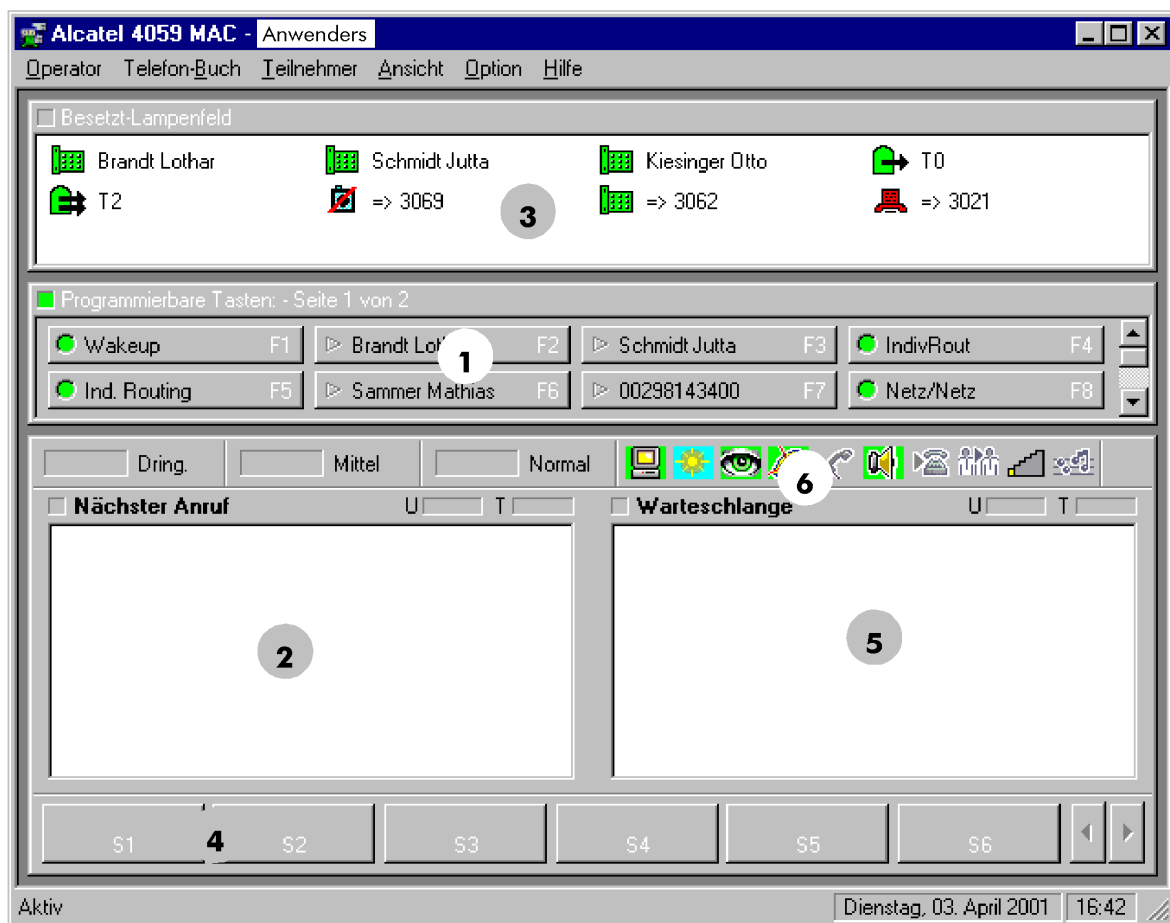 Alcatel 4059 MAC - Anwenders
Operator Telefon-Buch Teilnehmer Ansicht Option Hilfe
Besetzt-Lampenfeld
Brandt Lothar Schmidt Jutta Kiesinger Otto T0
T2 => 3069 => 3062 => 3021
3
Programmierbare Tasten: - Seite 1 von 2
Wakeup F1 Brandt Lot F2 Schmidt Jutta F3 IndivRout F4
1
Ind. Routing F5 Sammer Mathias F6 00298143400 F7 Netz/Netz F8
Dring. Mittel Normal
6
Nächster Anruf U T Warteschlange U T
2 5
S1 4 S2 S3 S4 S5 S6
Aktiv Dienstag, 03. April 2001 16:42